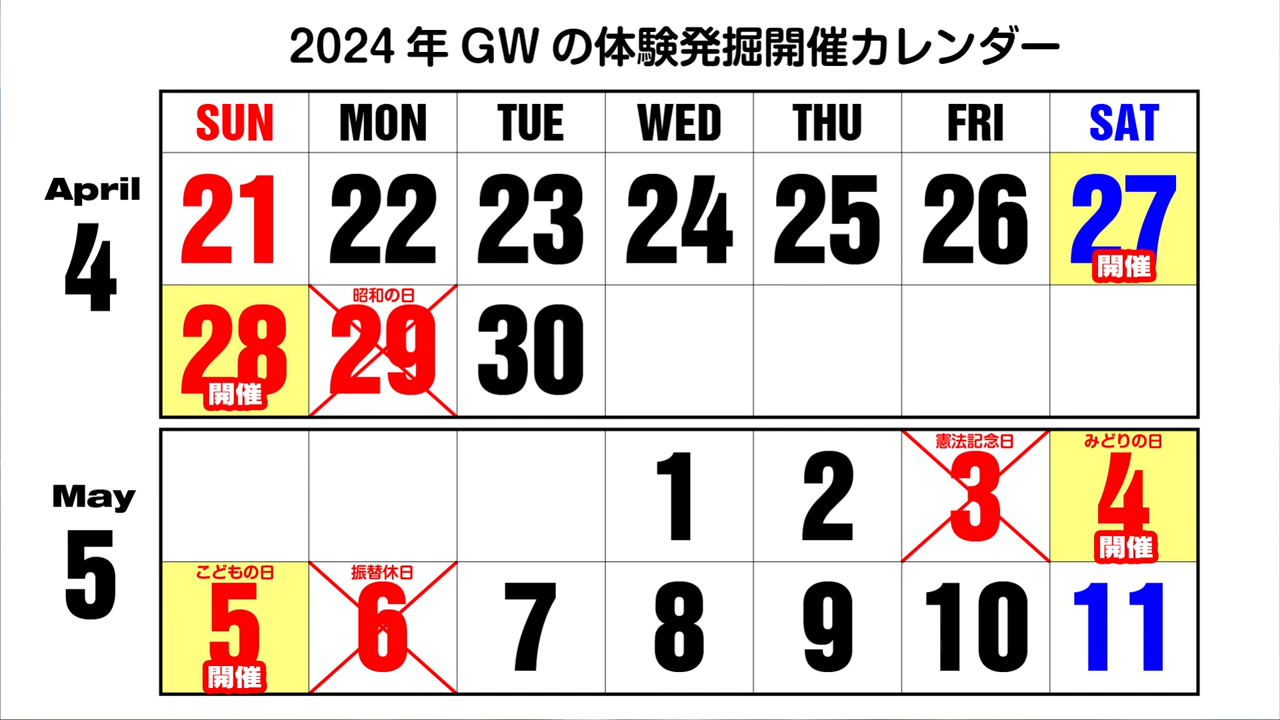 2024年GWの体験発掘開催カレンダー
SUN MON TUE WED THU FRI SAT
April
4
21 22 23 24 25 26 27
開催
昭和の日
28 29 30
開催
May
5
憲法記念日 みどりの日
1 2 3 4
開催
こどもの日 振替休日
5 6 7 8 9 10 11
開催